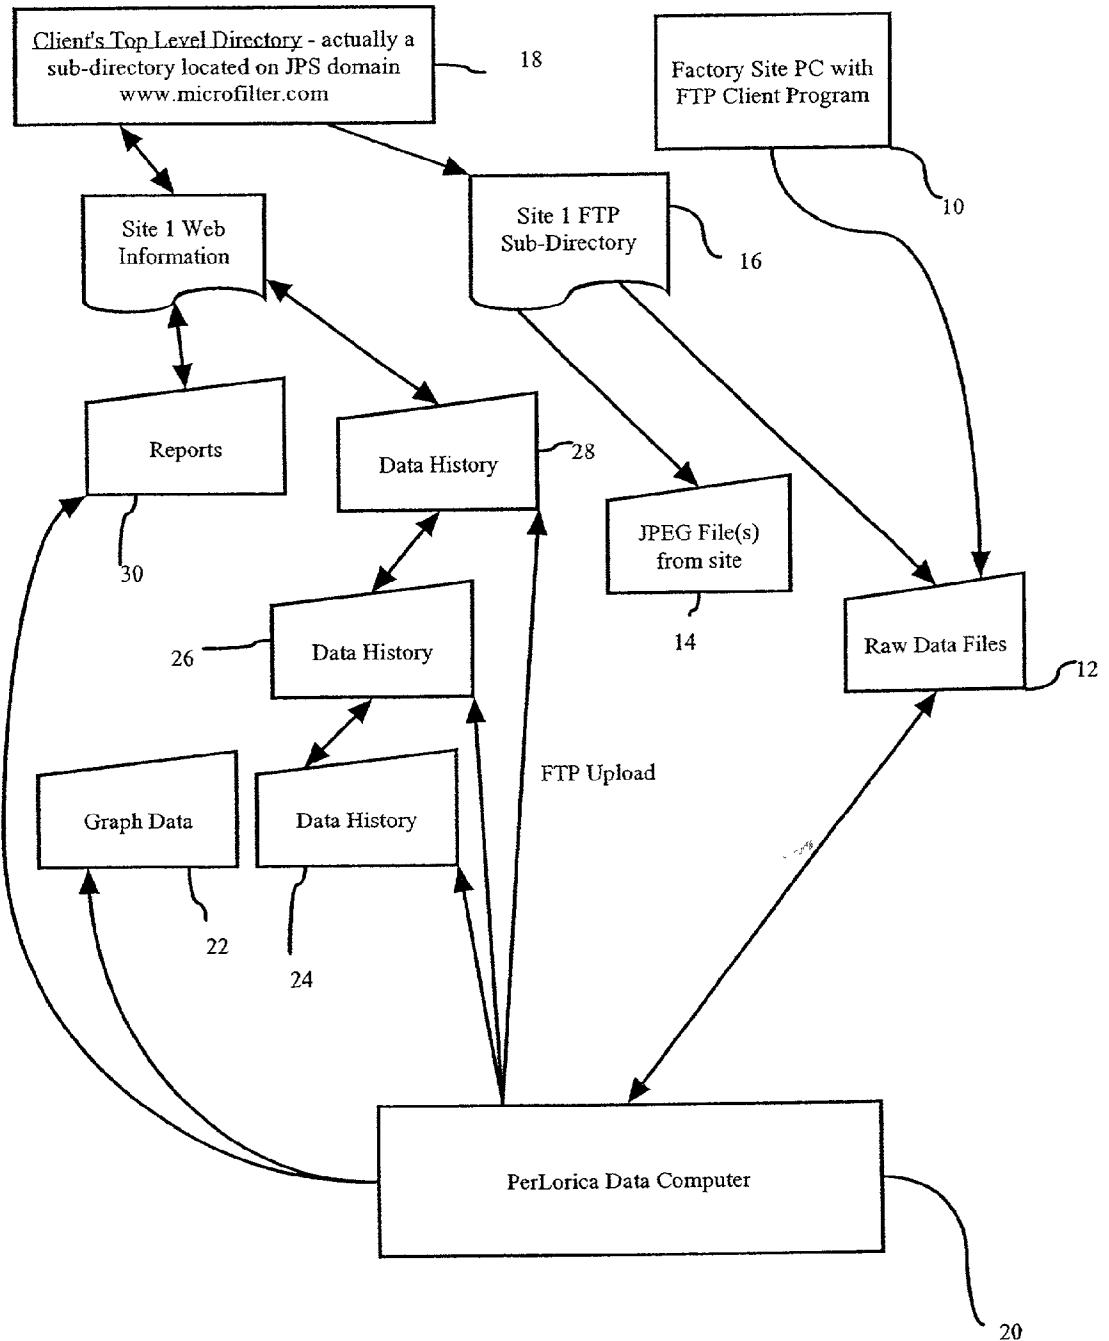 Client's Top Level Directory - actually a
sub-directory located on JPS domain
www.microfilter.com
18
Factory Site PC with
FTP Client Program
10
Site 1 Web
Information
Site 1 FTP
Sub-Directory
16
Reports
30
Data History
28
JPEG File(s)
from site
14
Raw Data Files
12
26
Data History
Graph Data
22
Data History
24
FTP Upload
PerLorica Data Computer
20